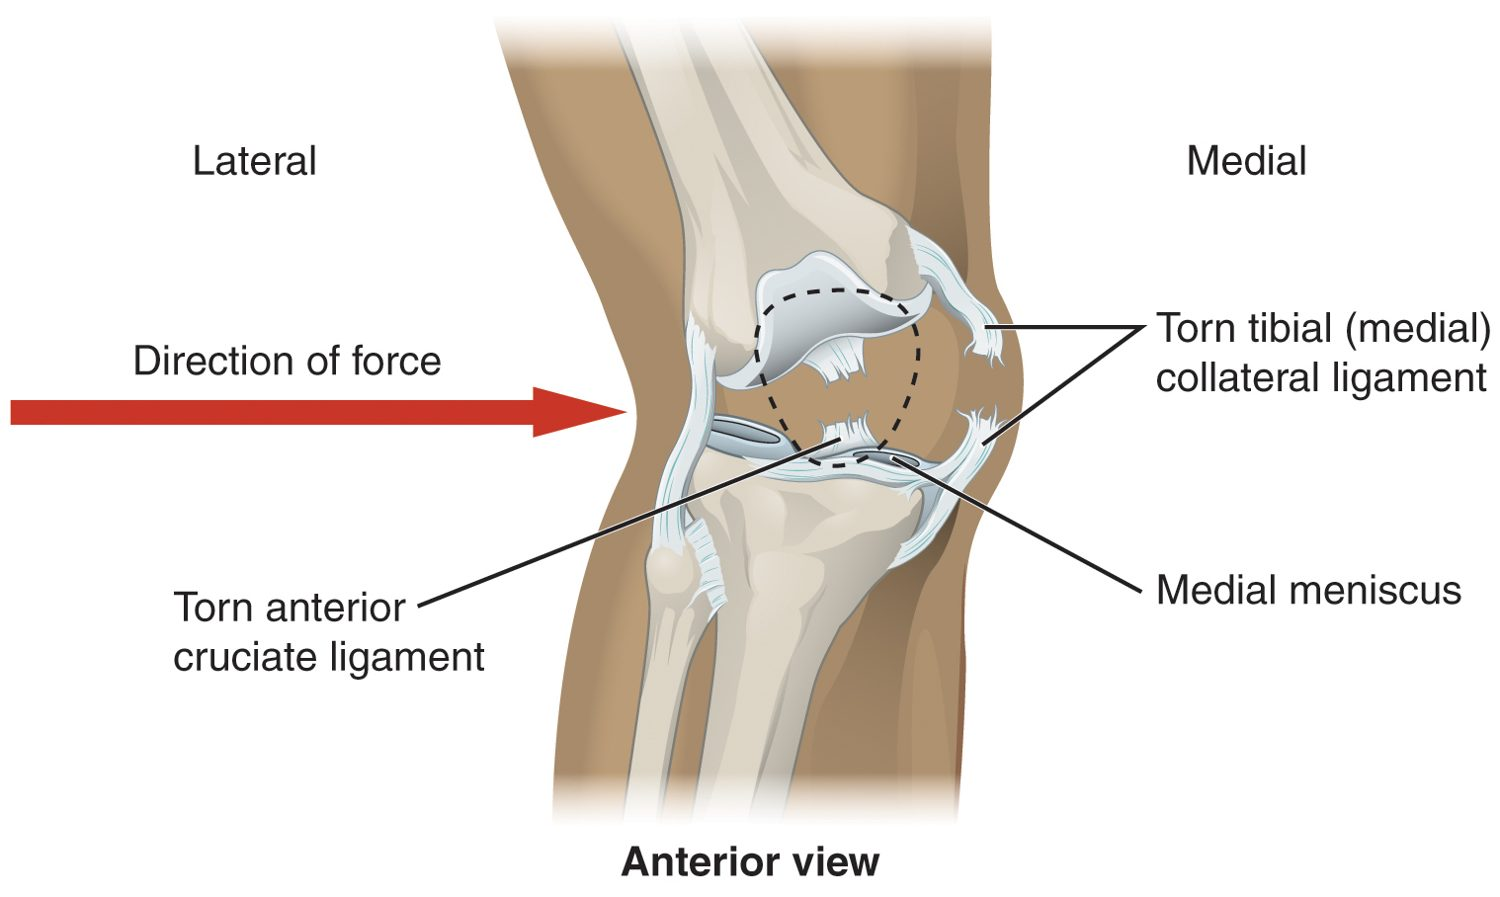 Lateral
Medial
Direction of force
Torn tibial (medial)
collateral ligament
Torn anterior
cruciate ligament
Medial meniscus
Anterior view